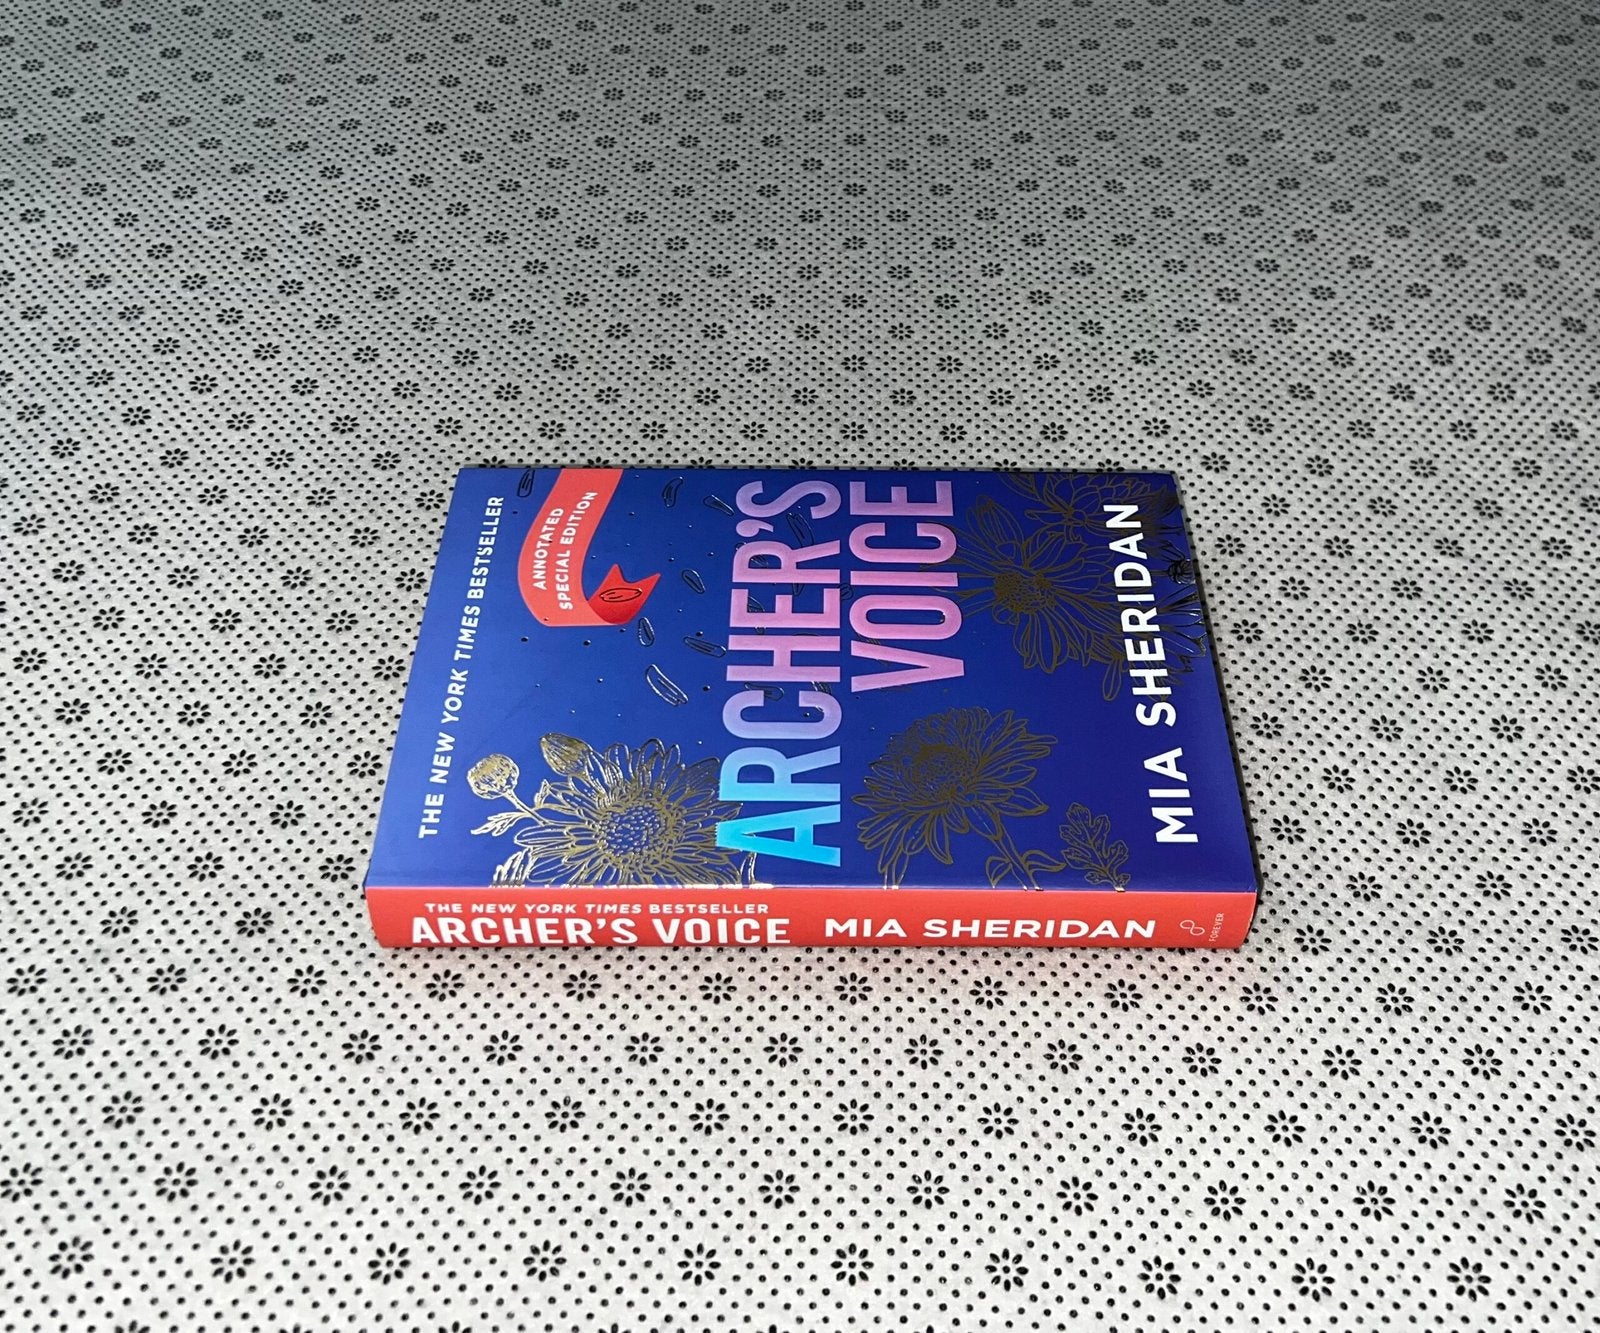 THE NEW YORK TIMES BESTSELLER
ANNOTATED
SPECIAL EDITION
ARCHER'S
VOICE
MIA SHERIDAN
THE NEW YORK TIMES BESTSELLER
ARCHER'S VOICE MIA SHERIDAN
FOREVER